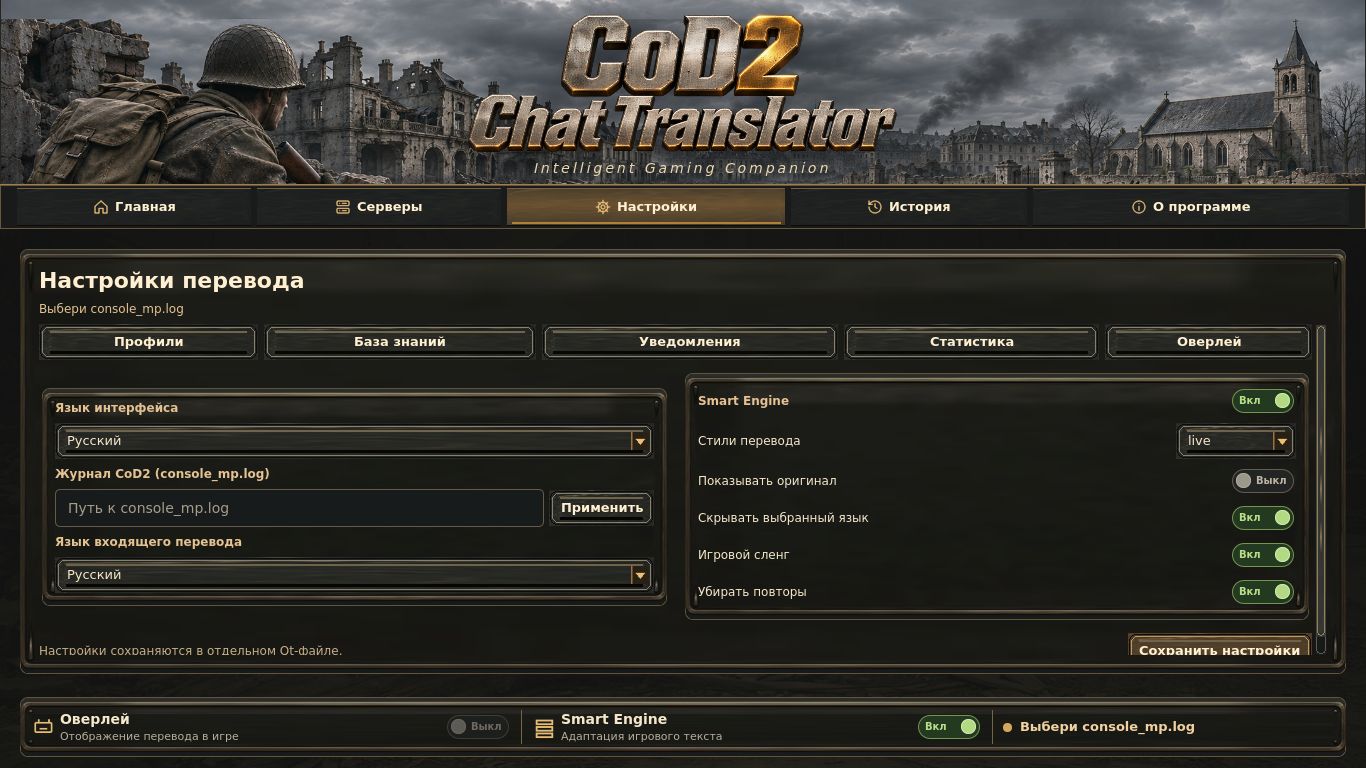 CoD2
Chat Translator
Intelligent Gaming Companion
Главная
Серверы
Настройки
История
О программе
Настройки перевода
Выбери console_mp.log
Профили
База знаний
Уведомления
Статистика
Оверлей
Язык интерфейса
Русский
Журнал CoD2 (console_mp.log)
Путь к console_mp.log
Применить
Язык входящего перевода
Русский
Smart Engine
Вкл
Стили перевода
live
Показывать оригинал
Выкл
Скрывать выбранный язык
Вкл
Игровой сленг
Вкл
Убирать повторы
Вкл
Настройки сохраняются в отдельном Qt-файле.
Сохранить настройки
Оверлей
Отображение перевода в игре
Выкл
Smart Engine
Адаптация игрового текста
Вкл
Выбери console_mp.log